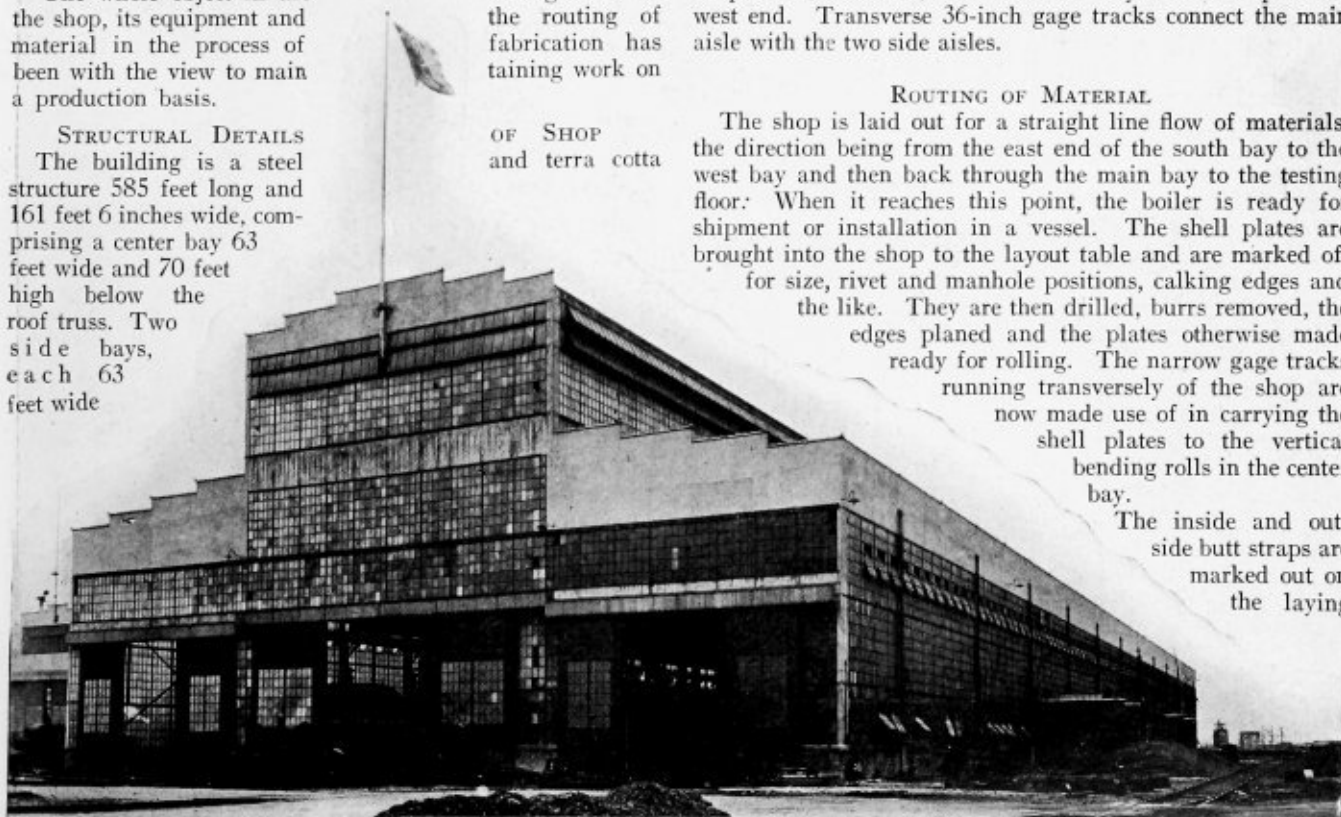 the shop, its equipment and the routing of
material in the process of fabrication has
been with the view to main taining work on
a production basis.
STRUCTURAL DETAILS OF SHOP
The building is a steel and terra cotta
structure 585 feet long and
161 feet 6 inches wide, com-
prising a center bay 63
feet wide and 70 feet
high below the
roof truss. Two
side bays,
each 63
feet wide
west end. Transverse 36-inch gage tracks connect the main
aisle with the two side aisles.
ROUTING OF MATERIAL
The shop is laid out for a straight line flow of materials
the direction being from the east end of the south bay to the
west bay and then back through the main bay to the testing
floor. When it reaches this point, the boiler is ready fo
shipment or installation in a vessel. The shell plates ar
brought into the shop to the layout table and are marked of
for size, rivet and manhole positions, calking edges and
the like. They are then drilled, burrs removed, the
edges planed and the plates otherwise made
ready for rolling. The narrow gage track
running transversely of the shop ar
now made use of in carrying th
shell plates to the vertica
bending rolls in the cente
bay.
The inside and out
side butt straps ar
marked out on
the laying